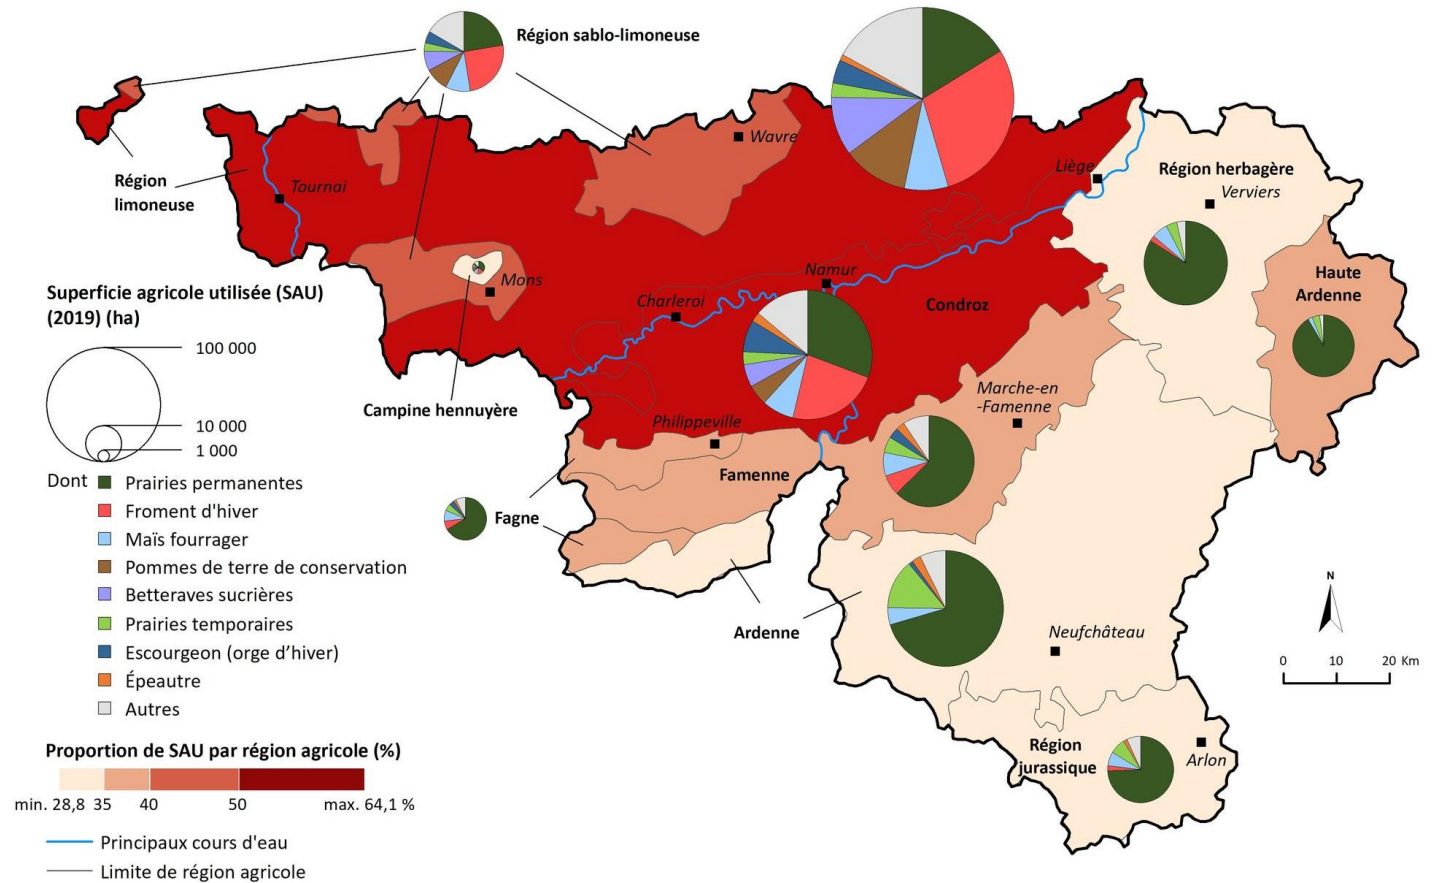 Région sablo-limoneuse
Wavre
Liège
Région herbagère
Verviers
Région
limoneuse
Tournai
Mons
Namur
Charleroi
Condroz
Haute
Ardenne
Superficie agricole utilisée (SAU)
(2019) (ha)
100 000
10 000
1 000
Campine hennuyère
Philippeville
Marche-en
-Famenne
Famenne
Fagne
Dont
Prairies permanentes
Froment d'hiver
Maïs fourrager
Pommes de terre de conservation
Betteraves sucrières
Prairies temporaires
Escourgeon (orge d’hiver)
Épeautre
Autres
Ardenne
Neufchâteau
N
0 10 20 Km
Région
jurassique
Arlon
Proportion de SAU par région agricole (%)
min. 28,8 35 40 50 max. 64,1 %
Principaux cours d'eau
Limite de région agricole